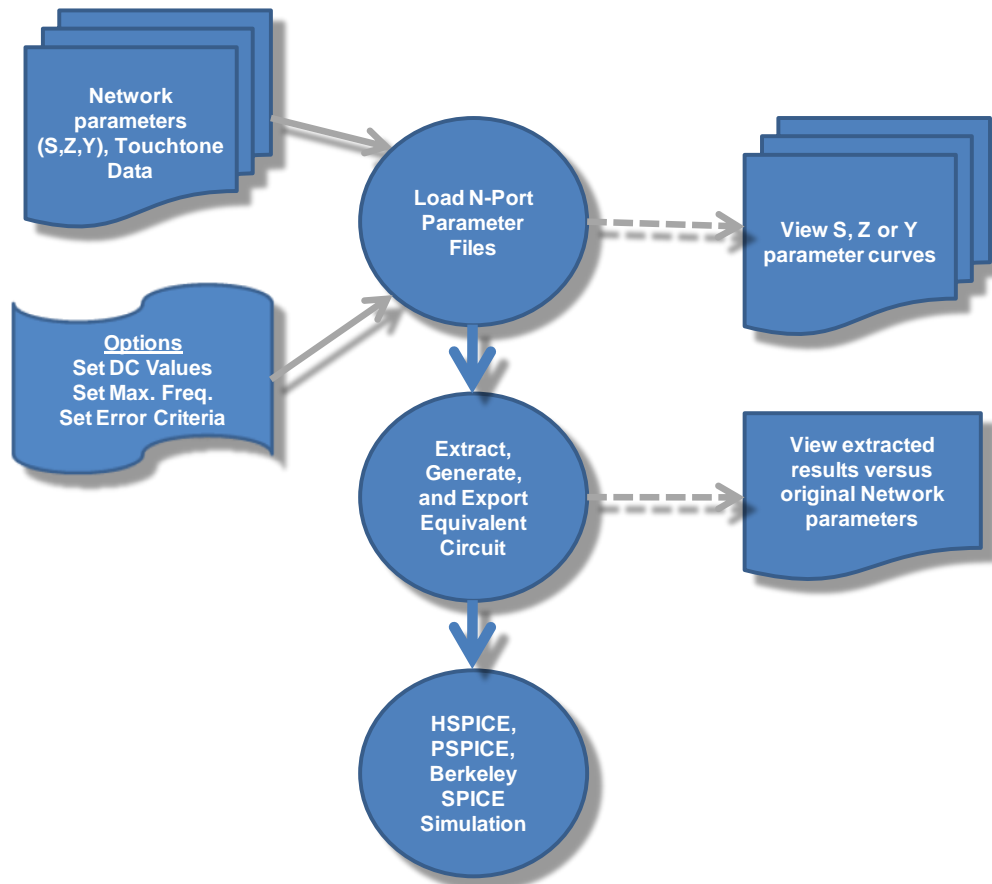 Network
parameters
(S,Z,Y), Touchtone
Data
Load N-Port
Parameter
Files
View S, Z or Y
parameter curves
Options
Set DC Values
Set Max. Freq.
Set Error Criteria
Extract,
Generate,
and Export
Equivalent
Circuit
View extracted
results versus
original Network
parameters
HSPICE,
PSPICE,
Berkeley
SPICE
Simulation